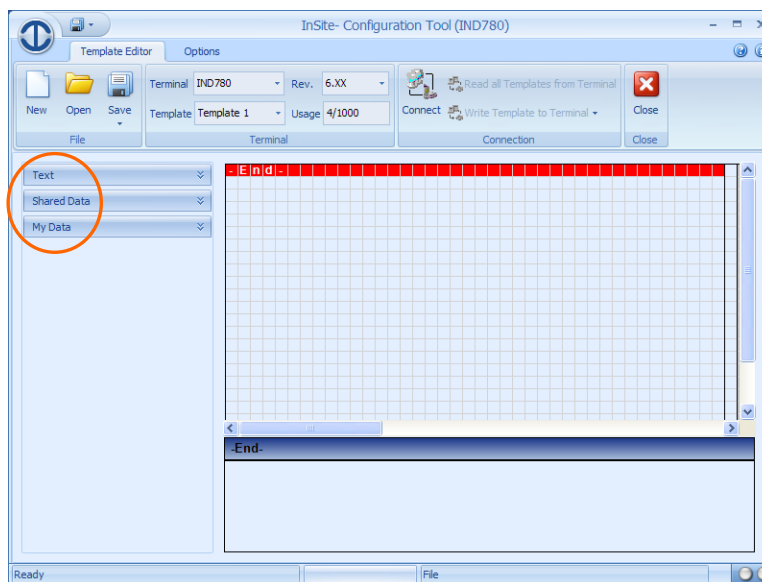 InSite- Configuration Tool (IND780)
Template Editor Options
Terminal IND780 Rev. 6.XX
Read all Templates from Terminal
New Open Save Template Template 1 Usage 4/1000 Connect Write Template to Terminal Close
File Terminal Connection Close
Text
-End-
Shared Data
My Data
-End-
Ready File